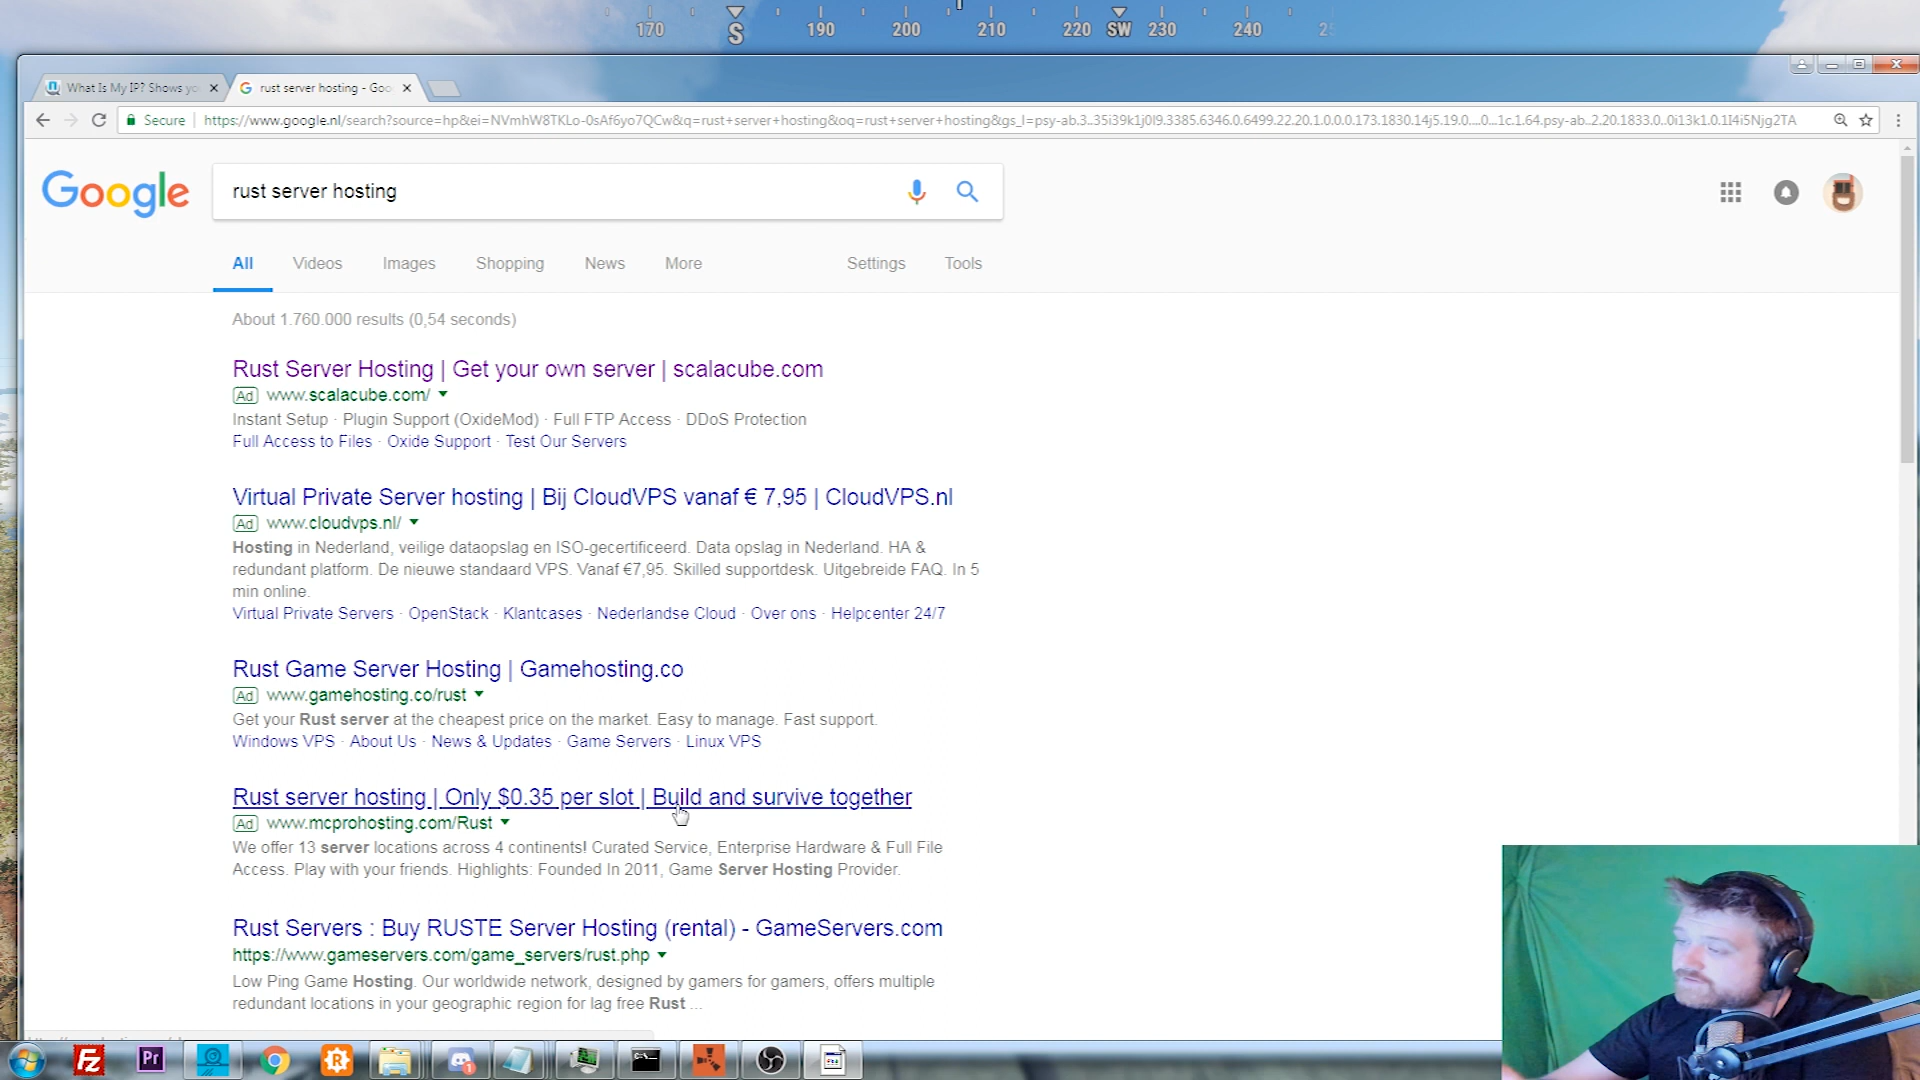 170 S 190 200 210 220 SW 230 240
What Is My IP? Shows yo
rust server hosting - Goo
Secure https://www.google.nl/search?source=hp&ei=NVmhW8TKLo-0sAf6yo7QCw&q=rust+server+hosting&oq=rust+server+hosting&gs_l=psy-ab.3..35i39k1j0l9.3385.6346.0.6499.22.20.1.0.0.0.173.1830.14j5.19.0....0...1c.1.64.psy-ab..2.20.1833.0..0i13k1.0.1I4i5Njg2TA
Google
rust server hosting
All Videos Images Shopping News More Settings Tools
About 1.760.000 results (0,54 seconds)
Rust Server Hosting | Get your own server | scalacube.com
Ad www.scalacube.com/
Instant Setup · Plugin Support (OxideMod) · Full FTP Access · DDoS Protection
Full Access to Files · Oxide Support · Test Our Servers
Virtual Private Server hosting | Bij CloudVPS vanaf € 7,95 | CloudVPS.nl
Ad www.cloudvps.nl/
Hosting in Nederland, veilige dataopslag en ISO-gecertificeerd. Data opslag in Nederland. HA &
redundant platform. De nieuwe standaard VPS. Vanaf €7,95. Skilled supportdesk. Uitgebreide FAQ. In 5
min online.
Virtual Private Servers · OpenStack · Klantcases · Nederlandse Cloud · Over ons · Helpcenter 24/7
Rust Game Server Hosting | Gamehosting.co
Ad www.gamehosting.co/rust
Get your Rust server at the cheapest price on the market. Easy to manage. Fast support.
Windows VPS · About Us · News & Updates · Game Servers · Linux VPS
Rust server hosting | Only $0.35 per slot | Build and survive together
Ad www.mcprohosting.com/Rust
We offer 13 server locations across 4 continents! Curated Service, Enterprise Hardware & Full File
Access. Play with your friends. Highlights: Founded In 2011, Game Server Hosting Provider.
Rust Servers : Buy RUSTE Server Hosting (rental) - GameServers.com
https://www.gameservers.com/game_servers/rust.php
Low Ping Game Hosting. Our worldwide network, designed by gamers for gamers, offers multiple
redundant locations in your geographic region for lag free Rust ...
Fz Pr R 1 C:\_